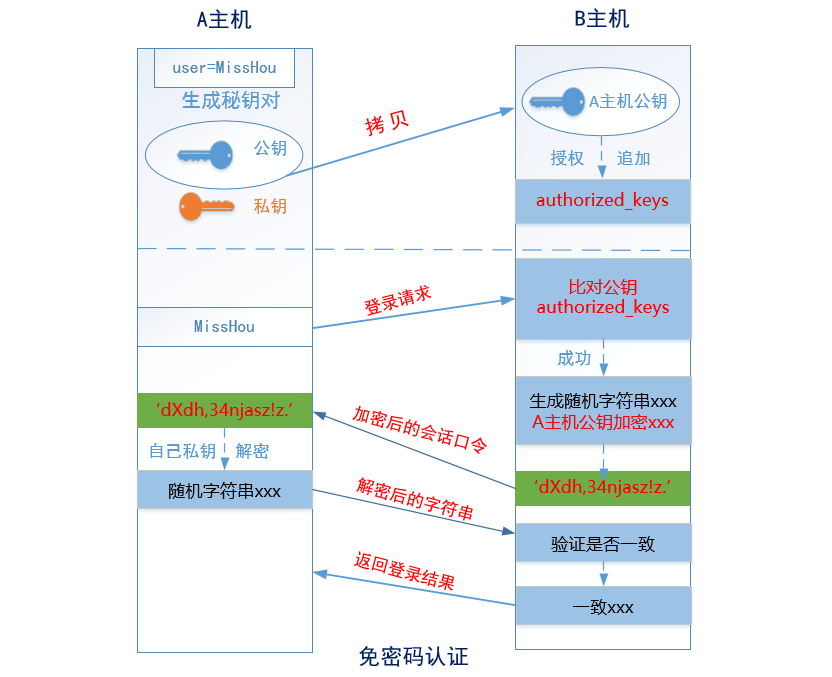 A主机
B主机
user=MissHou
生成秘钥对
公钥
私钥
拷 贝
A主机公钥
授权
追加
authorized_keys
登录请求
MissHou
比对公钥
authorized_keys
成功
生成随机字符串xxx
A主机公钥加密xxx
加密后的会话口令
‘dXdh,34njasz!z.’
‘dXdh,34njasz!z.’
自己私钥
解密
随机字符串xxx
解密后的字符串
验证是否一致
返回登录结果
一致xxx
免密码认证